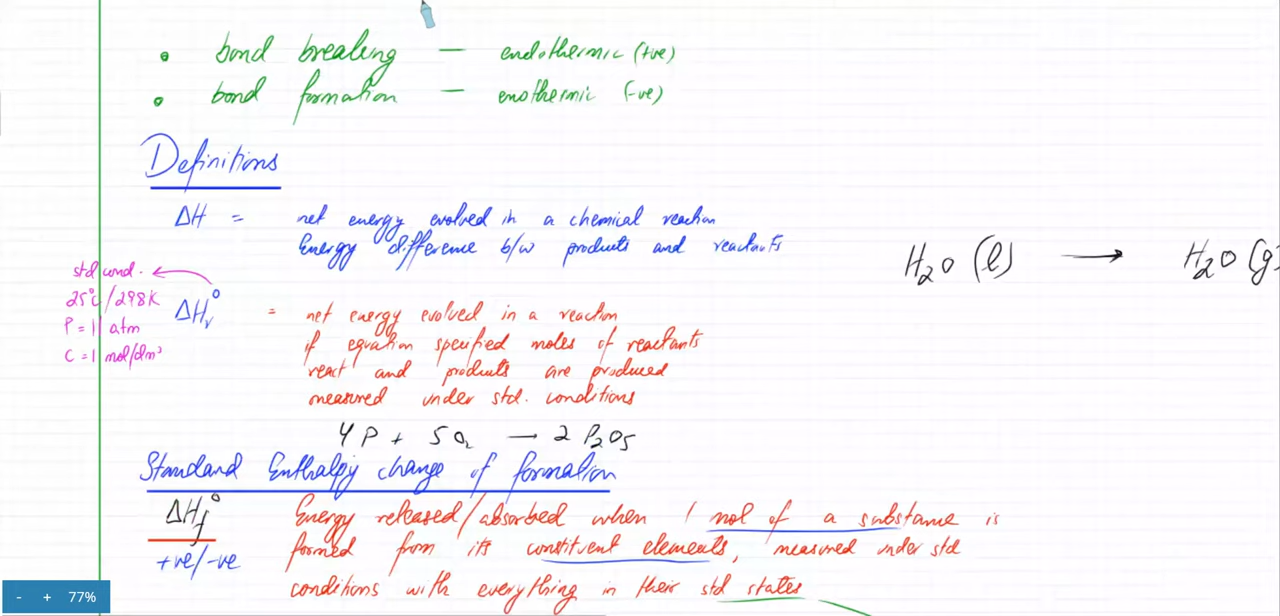 • bond breaking — endothermic (+ve)
• bond formation — exothermic (-ve)
Definitions
ΔH = net energy evolved in a chemical reaction
Energy difference b/w products and reactants
H₂O (l) → H₂O (g)
std cond.
25°C/298K
P = 1 atm
C = 1 mol/dm³
ΔHᵣ° = net energy evolved in a reaction
if equation specified moles of reactants
react and products are produced
measured under std. conditions
4P + 5O₂ → 2 P₂O₅
Standard Enthalpy change of formation
ΔHf° Energy released/absorbed when 1 mol of a substance is
+ve/-ve formed from its constituent elements, measured under std
conditions with everything in their std states
- + 77%